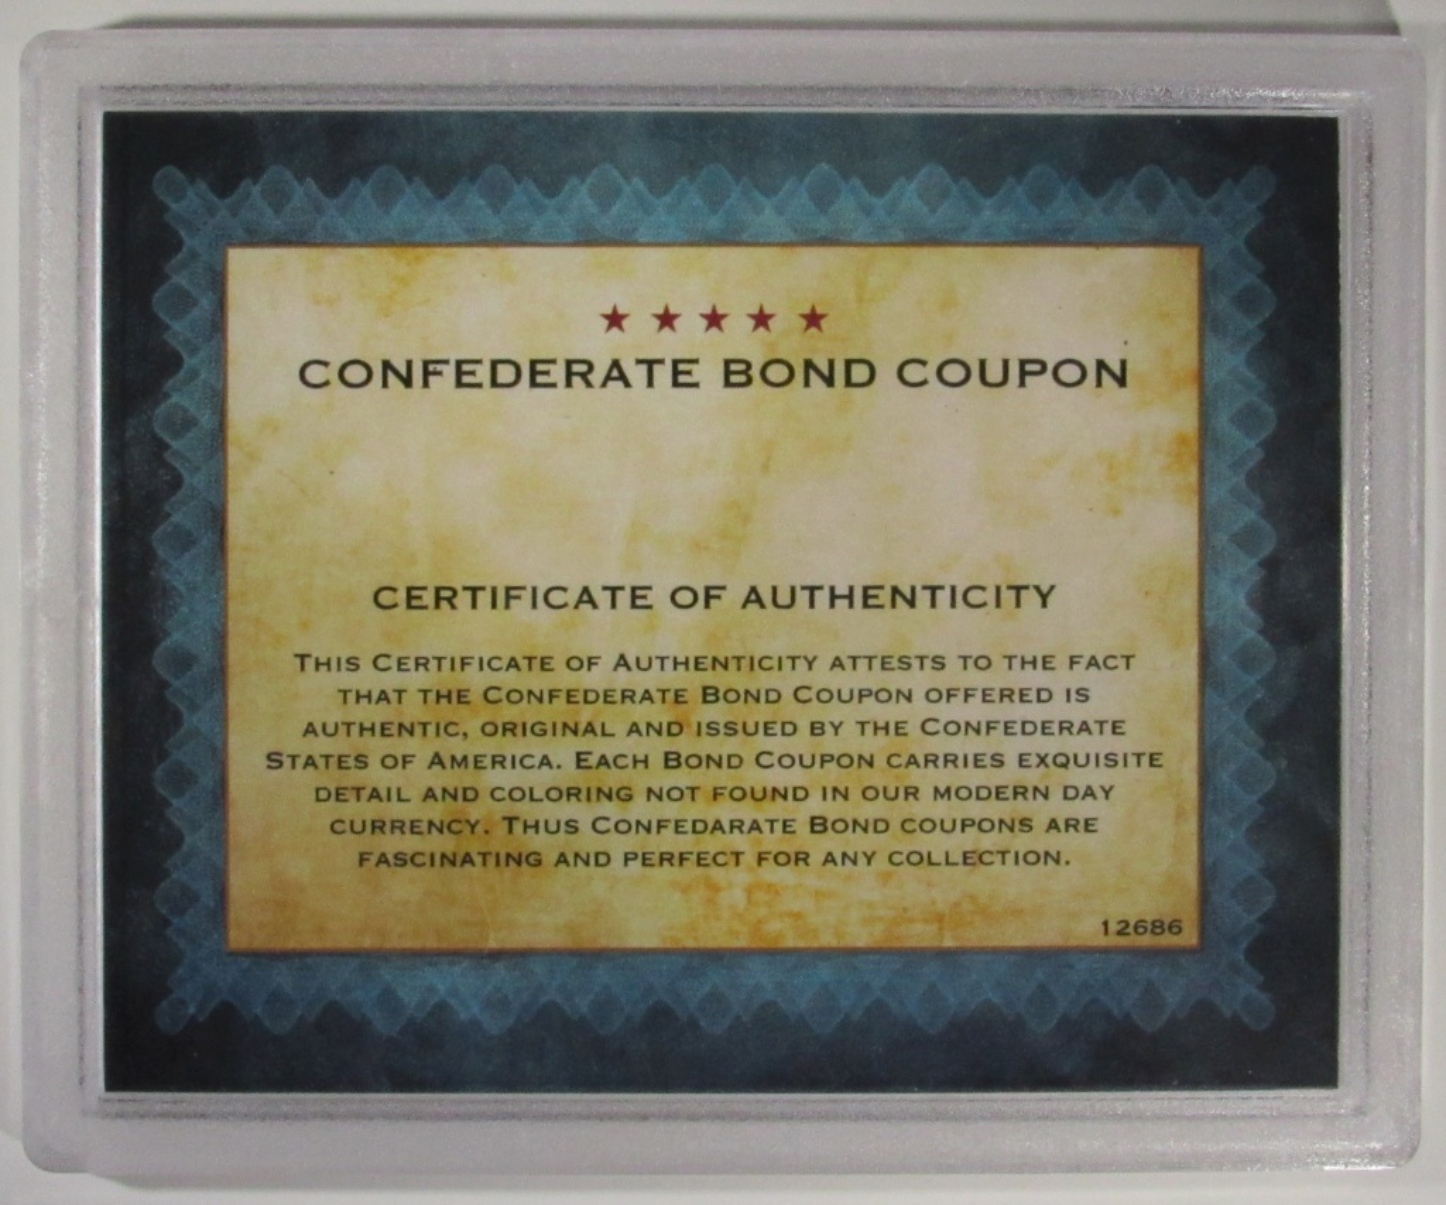 ★ ★ ★ ★ ★
CONFEDERATE BOND COUPON
CERTIFICATE OF AUTHENTICITY
THIS CERTIFICATE OF AUTHENTICITY ATTESTS TO THE FACT
THAT THE CONFEDERATE BOND COUPON OFFERED IS
AUTHENTIC, ORIGINAL AND ISSUED BY THE CONFEDERATE
STATES OF AMERICA. EACH BOND COUPON CARRIES EXQUISITE
DETAIL AND COLORING NOT FOUND IN OUR MODERN DAY
CURRENCY. THUS CONFEDARATE BOND COUPONS ARE
FASCINATING AND PERFECT FOR ANY COLLECTION.
12686